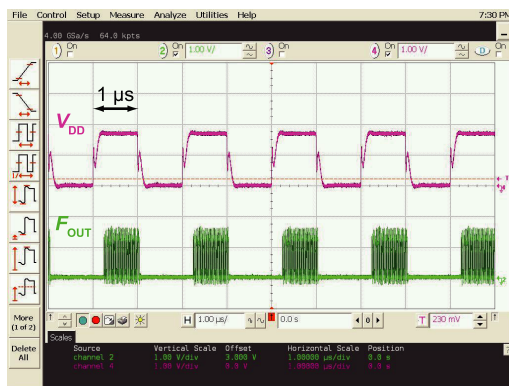 File Control Setup Measure Analyze Utilities Help 7:30 PM
4.00 GSa/s 64.0 kpts
1) On 2) On 1.00 V/ 3) On 4) On 1.00 V/ On
1 µs
VDD
FOUT
More
(1 of 2)
Delete
All
H 1.00 µs/ 0.0 s 0 T 230 mV
Scales
Source Vertical Scale Offset Horizontal Scale Position
channel 2 1.00 V/div 3.000 V 1.00000 µs/div 0.0 s
channel 4 1.00 V/div 0.0 V 1.00000 µs/div 0.0 s